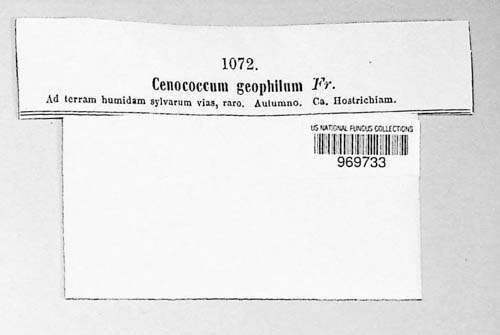 1072.
Cenococcum geophilum Fr.
Ad terram humidam sylvarum vias, raro. Autumno. Ca. Hostrichiam.
US NATIONAL FUNGUS COLLECTIONS
969733